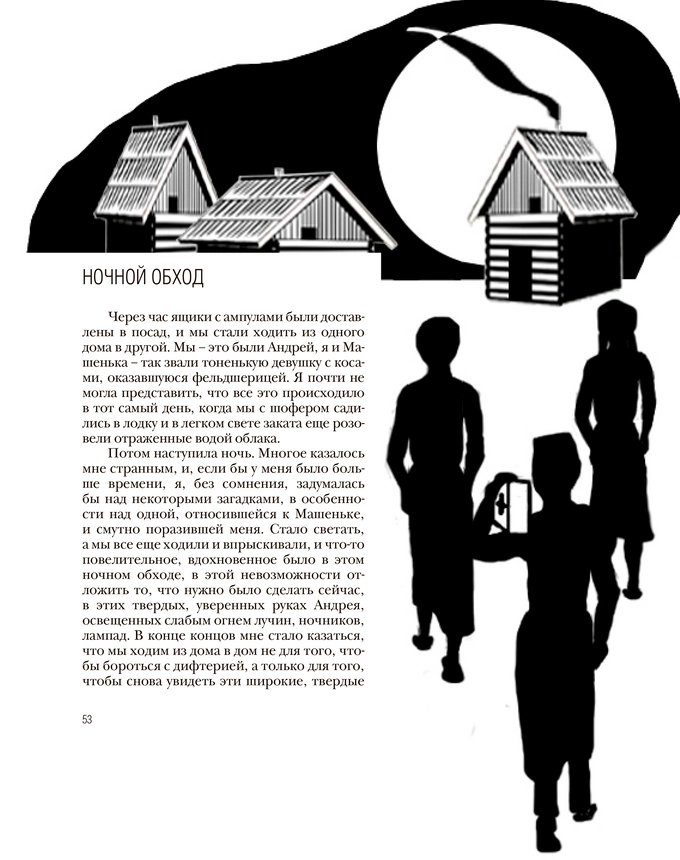 НОЧНОЙ ОБХОД
Через час ящики с ампулами были достав-
лены в посад, и мы стали ходить из одного
дома в другой. Мы – это были Андрей, я и Ма-
шенька – так звали тоненькую девушку с коса-
ми, оказавшуюся фельдшерицей. Я почти не
могла представить, что все это происходило
в тот самый день, когда мы с шофером сади-
лись в лодку и в легком свете заката еще розо-
вели отраженные водой облака.
Потом наступила ночь. Многое казалось
мне странным, и, если бы у меня было боль-
ше времени, я, без сомнения, задумалась
бы над некоторыми загадками, в особенно-
сти над одной, относившейся к Машеньке,
и смутно поразившей меня. Стало светать,
а мы все еще ходили и впрыскивали, и что-то
повелительное, вдохновенное было в этом
ночном обходе, в этой невозможности от-
ложить то, что нужно было сделать сейчас,
в этих твердых, уверенных руках Андрея,
освещенных слабым огнем лучин, ночников,
лампад. В конце концов мне стало казаться,
что мы ходим из дома в дом не для того, что-
бы бороться с дифтерией, а только для того,
чтобы снова увидеть эти широкие, твердые
53